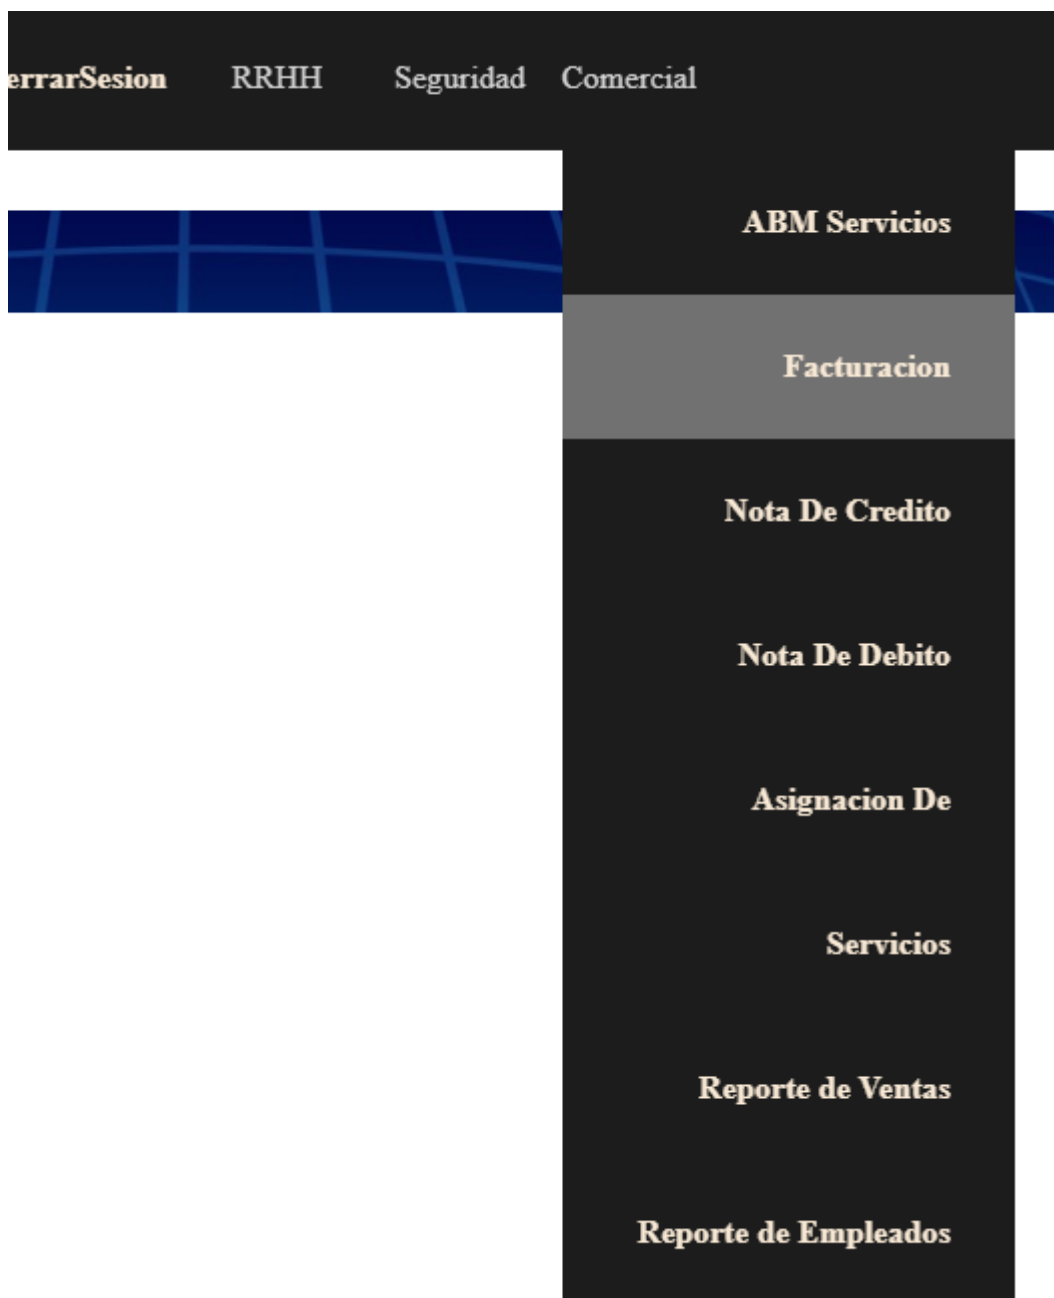 errarSesion RRHH Seguridad Comercial
ABM Servicios
Facturacion
Nota De Credito
Nota De Debito
Asignacion De
Servicios
Reporte de Ventas
Reporte de Empleados